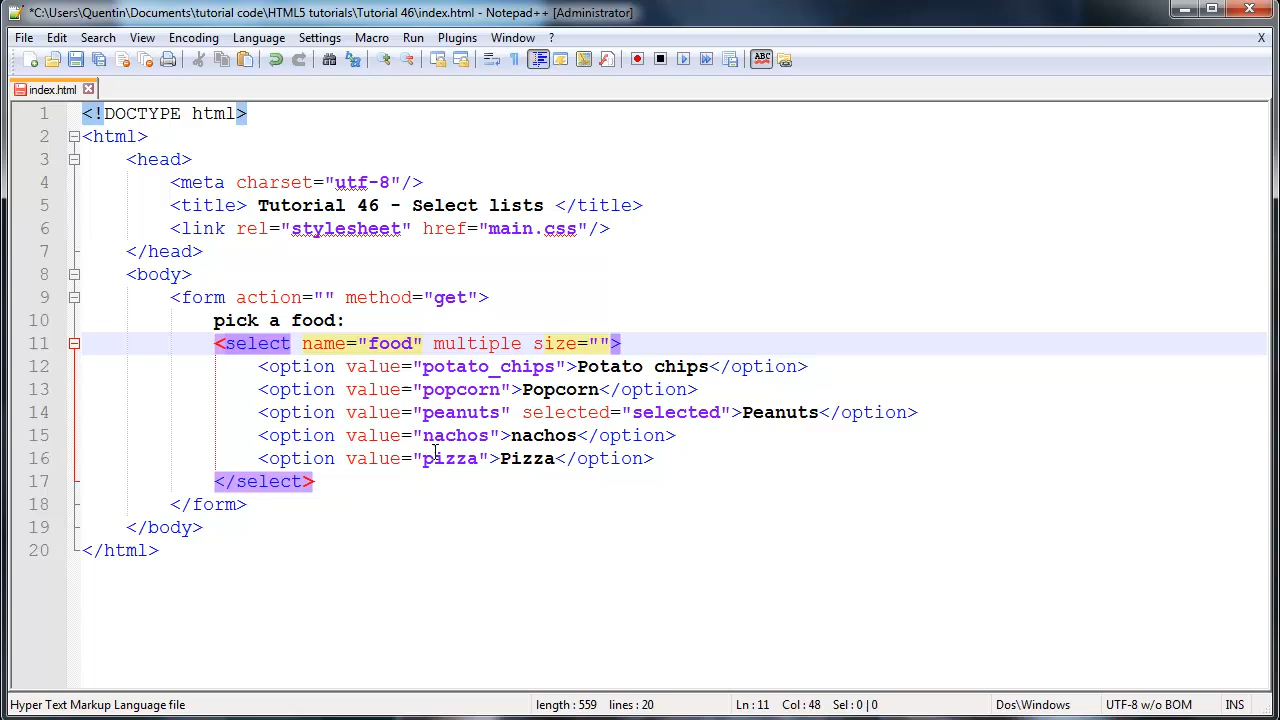 *C:\Users\Quentin\Documents\tutorial code\HTML5 tutorials\Tutorial 46\index.html - Notepad++ [Administrator]
File Edit Search View Encoding Language Settings Macro Run Plugins Window ? X
ABC
index.html
1 <!DOCTYPE html>
2 <html>
3 <head>
4 <meta charset="utf-8"/>
5 <title> Tutorial 46 - Select lists </title>
6 <link rel="stylesheet" href="main.css"/>
7 </head>
8 <body>
9 <form action="" method="get">
10 pick a food:
11 <select name="food" multiple size="">
12 <option value="potato_chips">Potato chips</option>
13 <option value="popcorn">Popcorn</option>
14 <option value="peanuts" selected="selected">Peanuts</option>
15 <option value="nachos">nachos</option>
16 <option value="pizza">Pizza</option>
17 </select>
18 </form>
19 </body>
20 </html>
Hyper Text Markup Language file length : 559 lines : 20 Ln : 11 Col : 48 Sel : 0 | 0 Dos\Windows UTF-8 w/o BOM INS